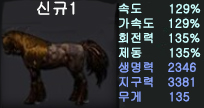 신규1
속도 129%
가속도 129%
회전력 135%
제동 135%
생명력 2346
지구력 3381
무게 135